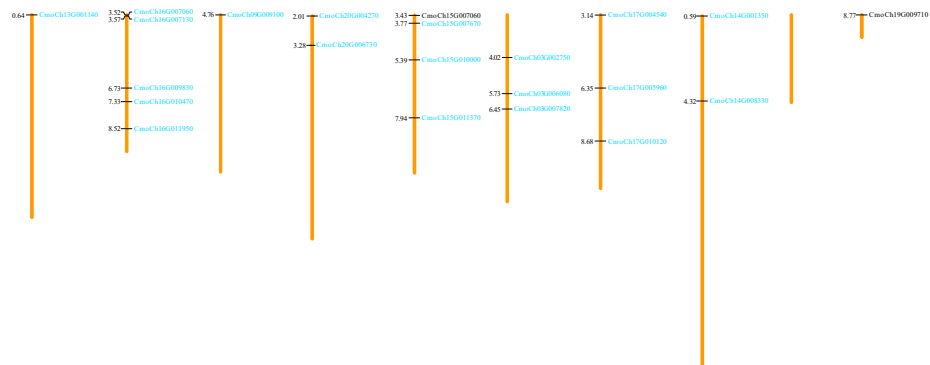 0.64 CmoCh13G001140
3.52 CmoCh16G007060
3.57 CmoCh16G007130
6.73 CmoCh16G009830
7.33 CmoCh16G010470
8.52 CmoCh16G011950
4.76 CmoCh09G009100
2.01 CmoCh20G004270
3.28 CmoCh20G006730
3.43 CmoCh15G007060
3.77 CmoCh15G007670
5.39 CmoCh15G010000
7.94 CmoCh15G011370
4.02 CmoCh03G002750
5.73 CmoCh03G006080
6.45 CmoCh03G007820
3.14 CmoCh17G004540
6.35 CmoCh17G005960
8.68 CmoCh17G010120
0.59 CmoCh14G001350
4.32 CmoCh14G008330
8.77 CmoCh19G009710